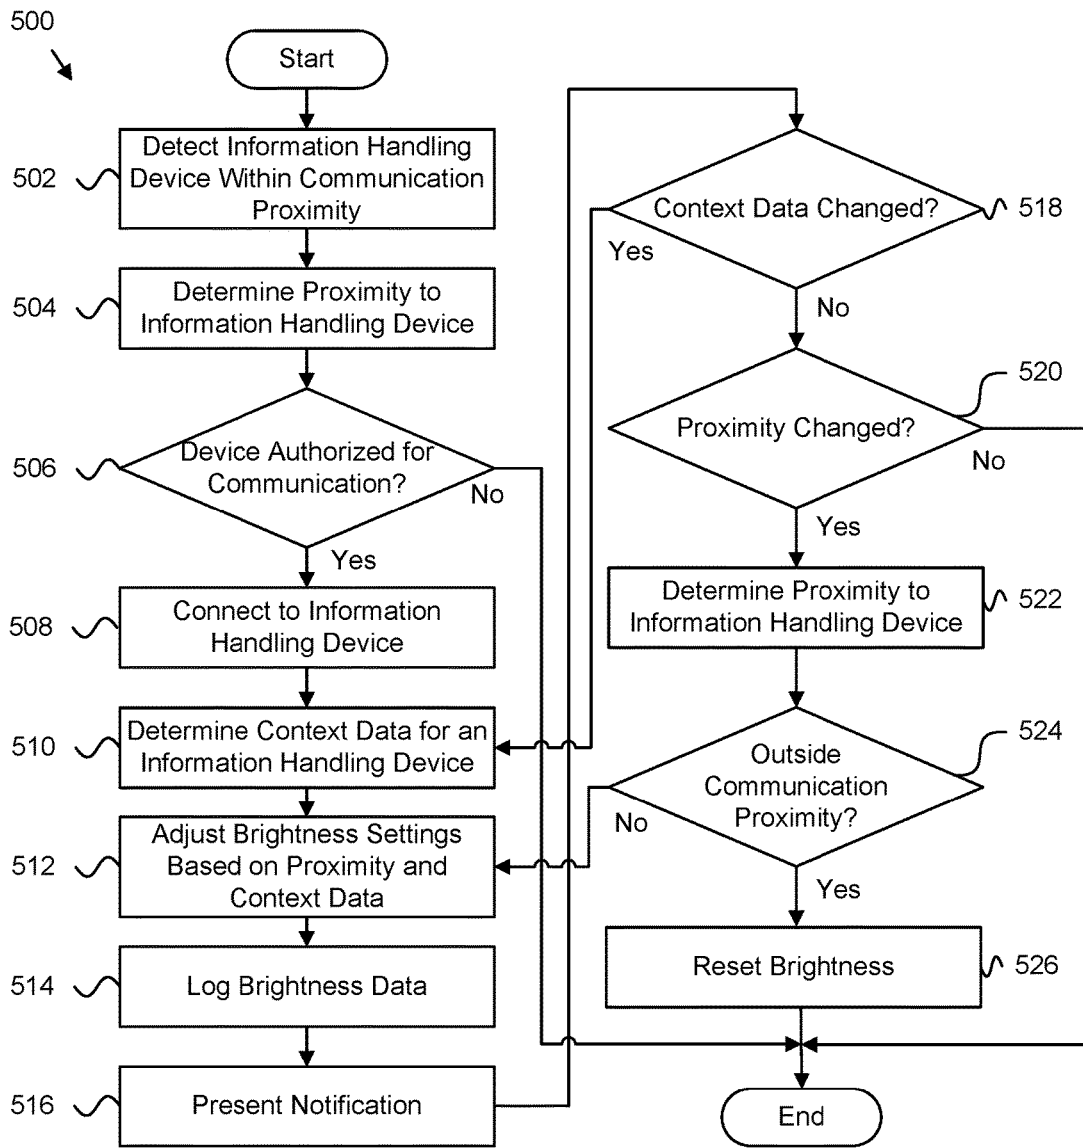 500
Start
502
Detect Information Handling
Device Within Communication
Proximity
504
Determine Proximity to
Information Handling Device
506
Device Authorized for
Communication?
No
Yes
508
Connect to Information
Handling Device
510
Determine Context Data for an
Information Handling Device
512
Adjust Brightness Settings
Based on Proximity and
Context Data
514
Log Brightness Data
516
Present Notification
Context Data Changed?
518
Yes
No
520
Proximity Changed?
No
Yes
Determine Proximity to
Information Handling Device
522
524
Outside
Communication
Proximity?
No
Yes
Reset Brightness
526
End